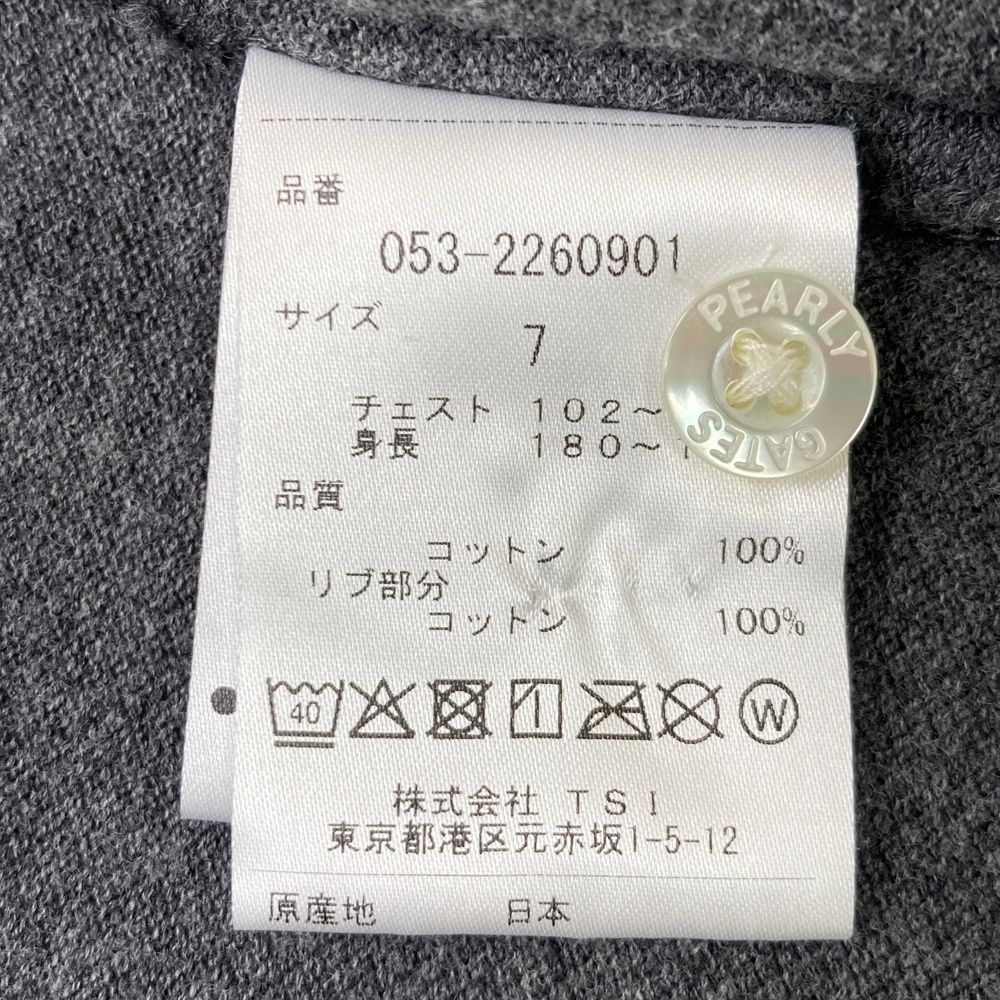 品番
053-2260901
サイズ
7
チェスト 102~
身長 180~1
品質
コットン 100%
リブ部分
コットン 100%
40
W
株式会社 TSI
東京都港区元赤坂1-5-12
原産地 日本
PEARLY
GATES